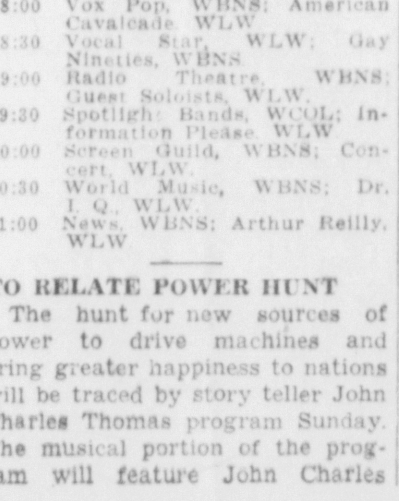 8:00 Vox Pop, WBNS; American
Cavalcade. WLW
8:30 Vocal Star, WLW; Gay
Nineties, WBNS
9:00 Radio Theatre, WBNS;
Guest Soloists, WLW.
9:30 Spotlight Bands, WCOL; In-
formation Please. WLW
0:00 Screen Guild, WBNS; Con-
cert, WLW.
0:30 World Music, WBNS; Dr.
I. Q., WLW.
1:00 News, WBNS; Arthur Reilly,
WLW
TO RELATE POWER HUNT
The hunt for new sources of
ower to drive machines and
ring greater happiness to nations
ill be traced by story teller John
harles Thomas program Sunday.
he musical portion of the prog-
am will feature John Charles